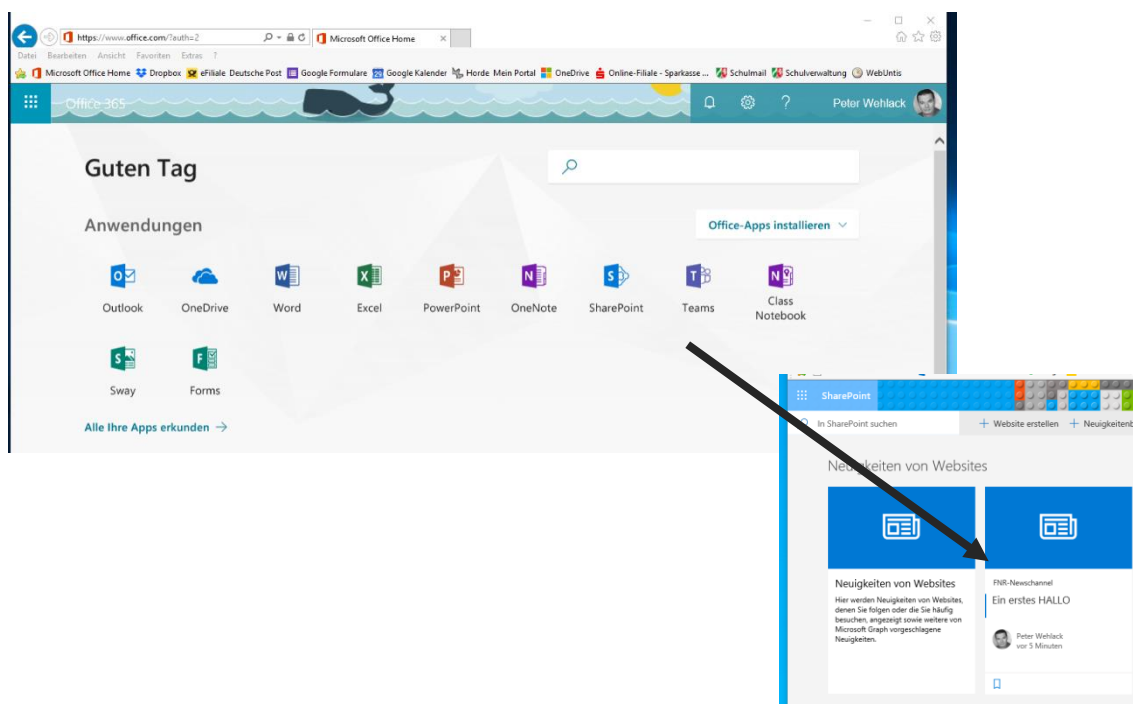 https://www.office.com/?auth=2
Microsoft Office Home
Datei Bearbeiten Ansicht Favoriten Extras ?
Microsoft Office Home Dropbox eFiliale Deutsche Post Google Formulare Google Kalender Horde Mein Portal OneDrive Online-Filiale - Sparkasse ... Schulmail Schulverwaltung WebUntis
Office 365
? Peter Wehlack
Guten Tag
Anwendungen
Office-Apps installieren
Outlook OneDrive Word Excel PowerPoint OneNote SharePoint Teams Class Notebook
Sway Forms
Alle Ihre Apps erkunden →
SharePoint
In SharePoint suchen + Website erstellen + Neuigkeitenb
Neuigkeiten von Websites
Neuigkeiten von Websites
Hier werden Neuigkeiten von Websites,
denen Sie folgen oder die Sie häufig
besuchen, angezeigt sowie weitere von
Microsoft Graph vorgeschlagene
Neuigkeiten.
FNR-Newschannel
Ein erstes HALLO
Peter Wehlack
vor 5 Minuten